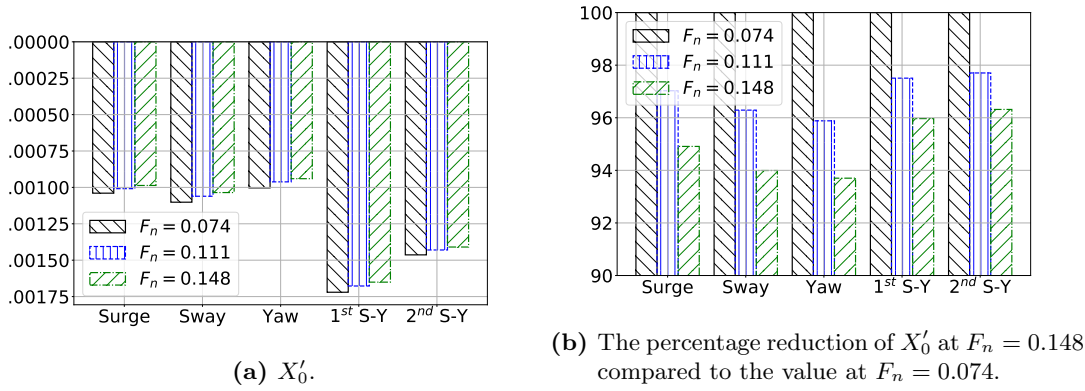 .00000
.00025
.00050
.00075
.00100
.00125
.00150
.00175
Fn = 0.074
Fn = 0.111
Fn = 0.148
Surge Sway Yaw 1st S-Y 2nd S-Y
(a) X′0.
100
98
96
94
92
90
Fn = 0.074
Fn = 0.111
Fn = 0.148
Surge Sway Yaw 1st S-Y 2nd S-Y
(b) The percentage reduction of X′0 at Fn = 0.148
compared to the value at Fn = 0.074.